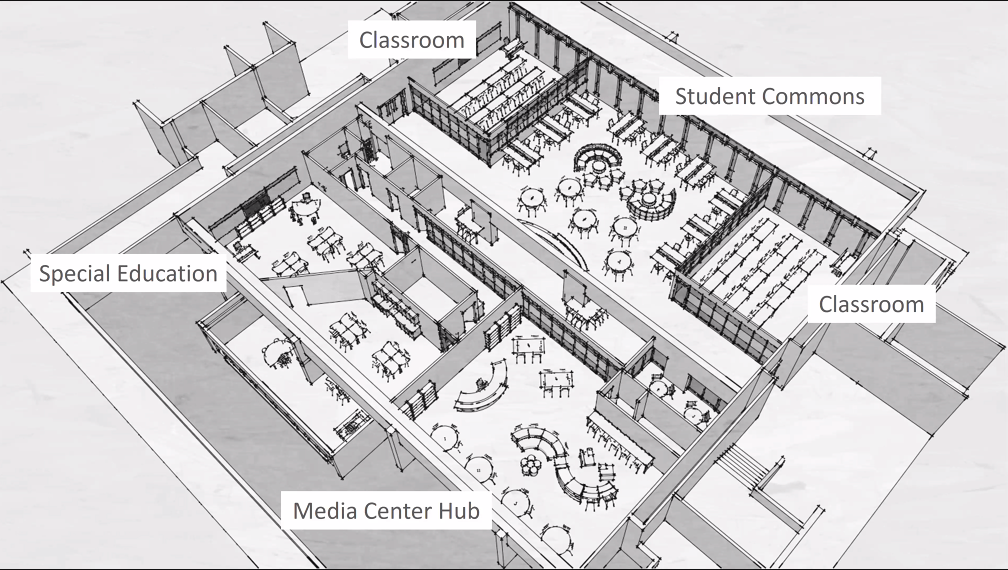 Classroom
Student Commons
Special Education
Classroom
Media Center Hub